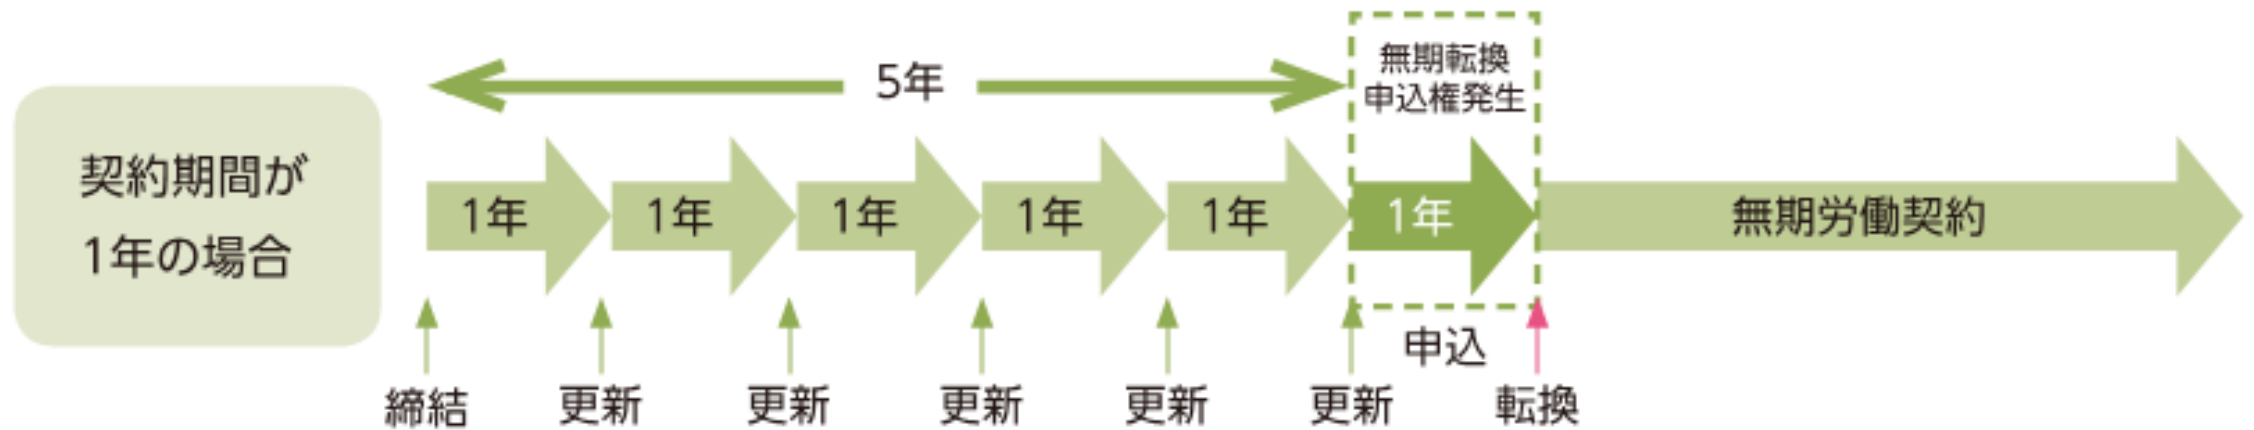 契約期間が
1年の場合
5年
無期転換
申込権発生
1年
1年
1年
1年
1年
1年
無期労働契約
申込
締結
更新
更新
更新
更新
更新
転換